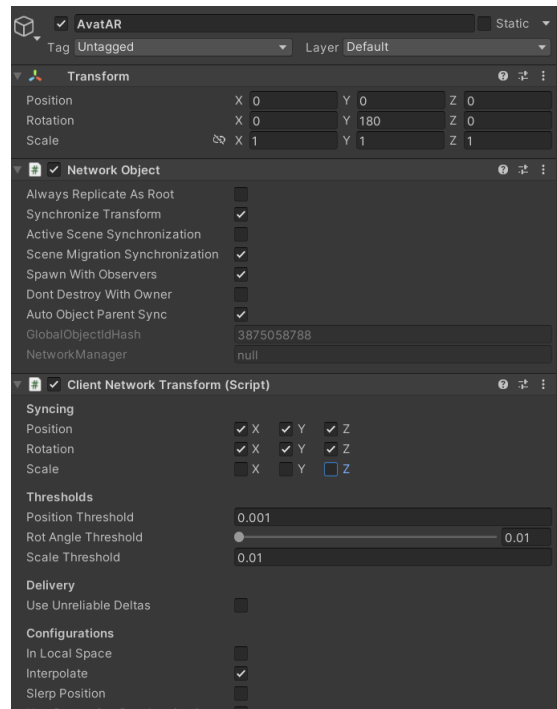 AvatAR Static
Tag Untagged Layer Default
Transform
Position X 0 Y 0 Z 0
Rotation X 0 Y 180 Z 0
Scale X 1 Y 1 Z 1
# Network Object
Always Replicate As Root
Synchronize Transform
Active Scene Synchronization
Scene Migration Synchronization
Spawn With Observers
Dont Destroy With Owner
Auto Object Parent Sync
GlobalObjectIdHash 3875058788
NetworkManager null
# Client Network Transform (Script)
Syncing
Position X Y Z
Rotation X Y Z
Scale X Y Z
Thresholds
Position Threshold 0.001
Rot Angle Threshold 0.01
Scale Threshold 0.01
Delivery
Use Unreliable Deltas
Configurations
In Local Space
Interpolate
Slerp Position